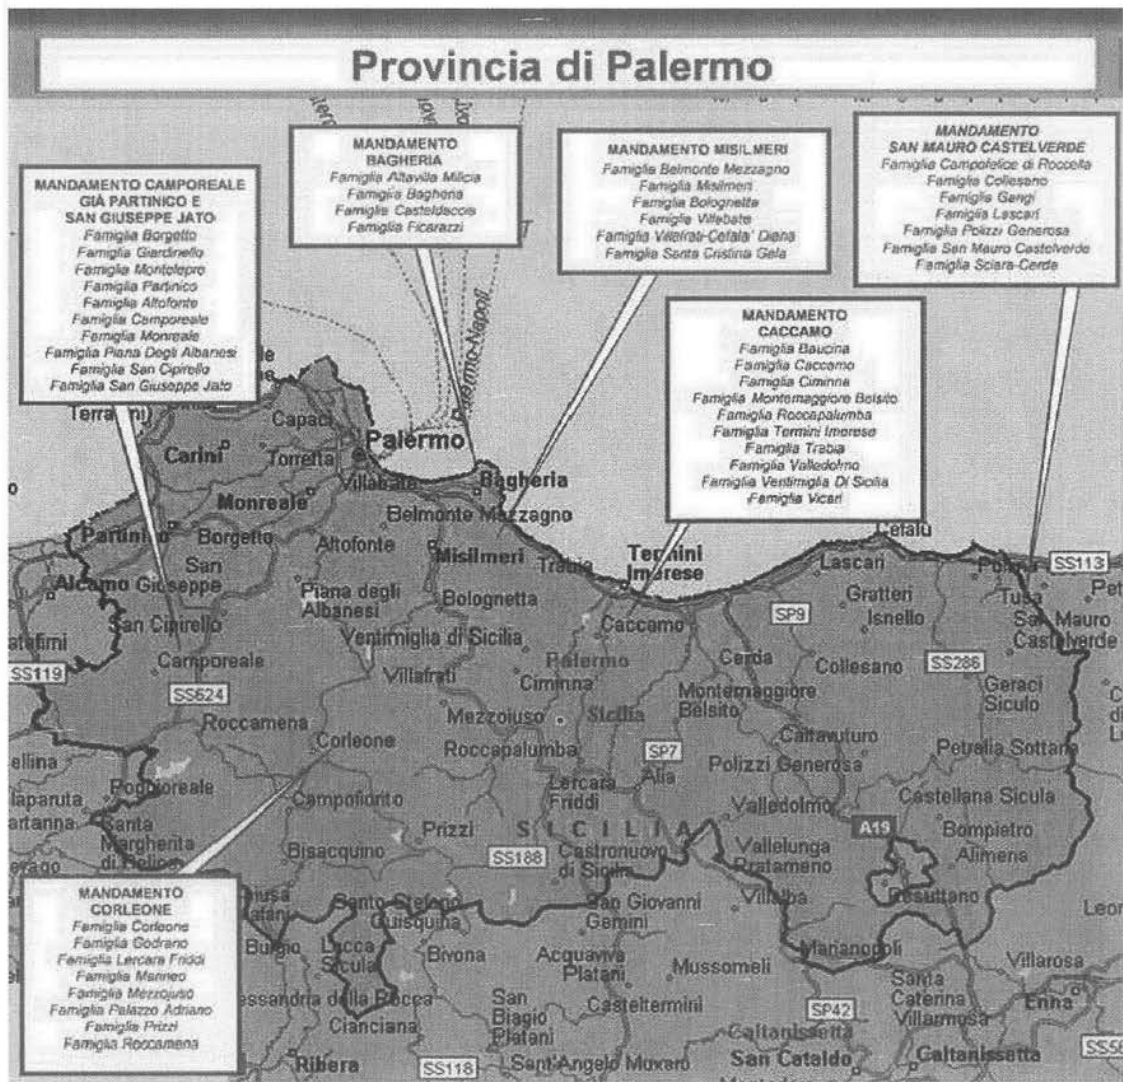 Provincia di Palermo
MANDAMENTO CAMPOREALE
GIÀ PARTINICO E
SAN GIUSEPPE JATO
Famiglia Borgetto
Famiglia Giardinello
Famiglia Montelepre
Famiglia Partinico
Famiglia Altofonte
Famiglia Camporeale
Famiglia Monreale
Famiglia Piana Degli Albanesi
Famiglia San Cipirello
Famiglia San Giuseppe Jato
MANDAMENTO
BAGHERIA
Famiglia Altavilla Milicia
Famiglia Bagheria
Famiglia Casteldaccia
Famiglia Ficarazzi
MANDAMENTO MISILMERI
Famiglia Belmonte Mezzagno
Famiglia Misilmeri
Famiglia Bolognetta
Famiglia Villabate
Famiglia Villafrati-Cefala' Diana
Famiglia Santa Cristina Gela
MANDAMENTO
SAN MAURO CASTELVERDE
Famiglia Campofelice di Roccella
Famiglia Collesano
Famiglia Gangi
Famiglia Lascari
Famiglia Polizzi Generosa
Famiglia San Mauro Castelverde
Famiglia Sciara-Cerda
MANDAMENTO
CACCAMO
Famiglia Baucina
Famiglia Caccamo
Famiglia Ciminna
Famiglia Montemaggiore Belsito
Famiglia Roccapalumba
Famiglia Termini Imerese
Famiglia Trabia
Famiglia Valledolmo
Famiglia Ventimiglia Di Sicilia
Famiglia Vicari
MANDAMENTO
CORLEONE
Famiglia Corleone
Famiglia Godrano
Famiglia Lercara Friddi
Famiglia Marineo
Famiglia Mezzojuso
Famiglia Palazzo Adriano
Famiglia Prizzi
Famiglia Roccamena
Capaci
Palermo
Carini
Torretta
Villabate
Bagheria
Monreale
Belmonte Mezzagno
Partinico
Borgetto
Altofonte
Misilmeri
Trabia
Termini
Imerese
Cefalù
Lascari
Pollina
SS113
Alcamo
San
Giuseppe
Piana degli
Albanesi
Bolognetta
Gratteri
Isnello
Tusa
San Mauro
Castelverde
San Cipirello
Ventimiglia di Sicilia
Caccamo
SP9
SS119
Camporeale
Villafrati
Palermo
Ciminna
Cerda
Collesano
SS286
SS624
Montemaggiore
Belsito
Geraci
Siculo
Roccamena
Mezzojuso
Sicilia
Corleone
Roccapalumba
SP7
Caltavuturo
Petralia Sottana
Poggioreale
Lercara
Friddi
Alia
Polizzi Generosa
Campofiorito
Valledolmo
Castellana Sicula
Santa
Margherita
di Belice
Prizzi
SICILIA
A19
Bompietro
Bisacquino
SS188
Castronuovo
di Sicilia
Vallelunga
Pratameno
Alimena
Santo Stefano
Quisquina
San Giovanni
Gemini
Villalba
Resuttano
Burgio
Lucca
Sicula
Bivona
Acquaviva
Platani
Mussomeli
Marianopoli
Villarosa
San
Biagio
Platani
Casteltermini
SP42
Santa
Caterina
Villarmosa
Enna
Cianciana
Caltanissetta
Ribera
SS118
Sant'Angelo Muxaro
San Cataldo
Caltanissetta